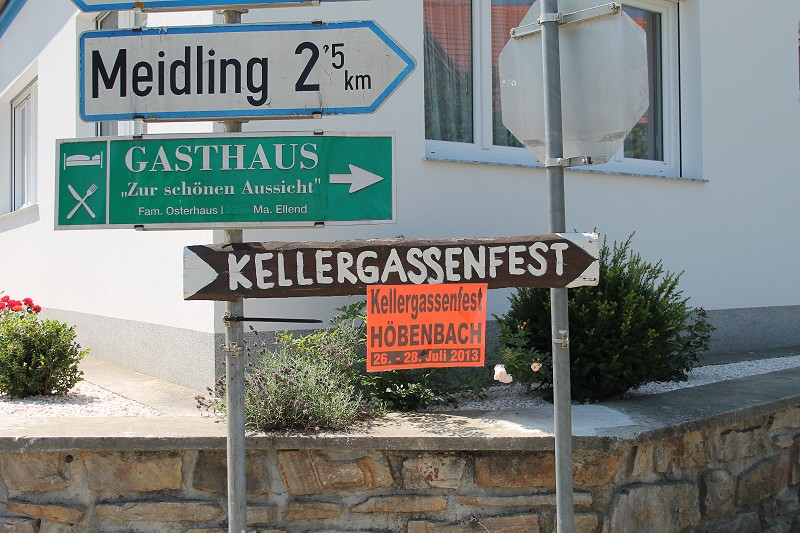 Meidling 2,5 km
GASTHAUS
„Zur schönen Aussicht"
Fam. Osterhaus Ma. Ellend
KELLERGASSENFEST
Kellergassenfest
HÖBENBACH
26. - 28. Juli 2013